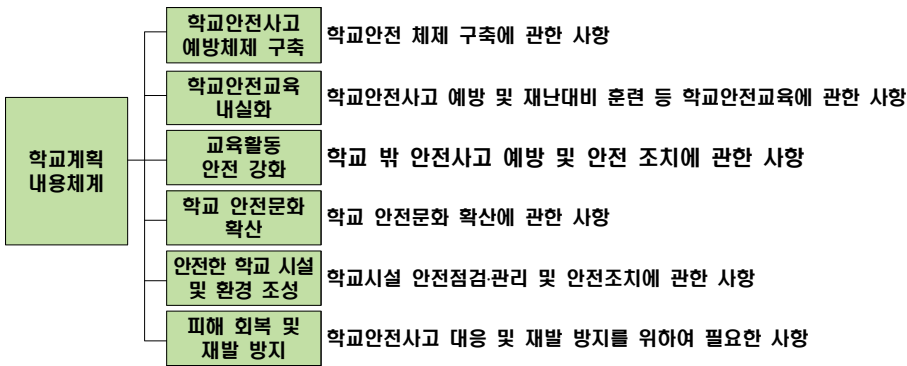 학교계획
내용체계
학교안전사고
예방체제 구축
학교안전 체제 구축에 관한 사항
학교안전교육
내실화
학교안전사고 예방 및 재난대비 훈련 등 학교안전교육에 관한 사항
교육활동
안전 강화
학교 밖 안전사고 예방 및 안전 조치에 관한 사항
학교 안전문화
확산
학교 안전문화 확산에 관한 사항
안전한 학교 시설
및 환경 조성
학교시설 안전점검·관리 및 안전조치에 관한 사항
피해 회복 및
재발 방지
학교안전사고 대응 및 재발 방지를 위하여 필요한 사항